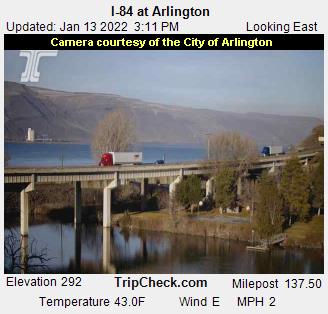 I-84 at Arlington
Updated: Jan 13 2022 3:11 PM Looking East
Camera courtesy of the City of Arlington
Elevation 292 TripCheck.com Milepost 137.50
Temperature 43.0F Wind E MPH 2